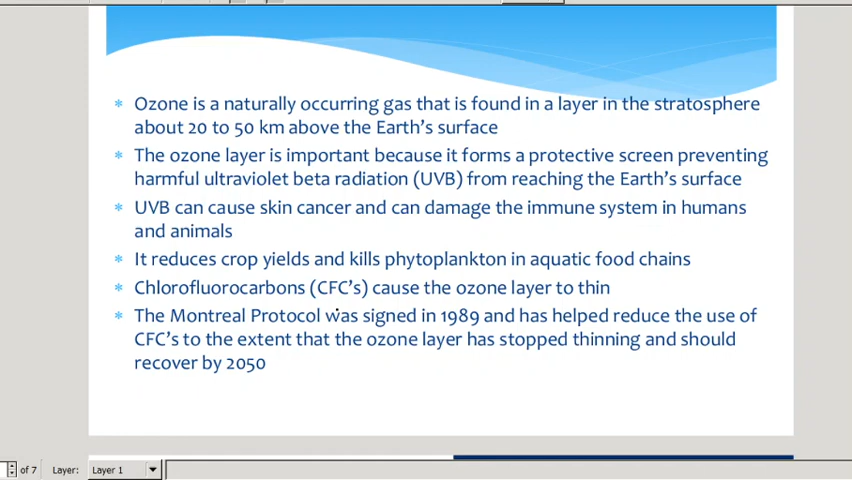 * Ozone is a naturally occurring gas that is found in a layer in the stratosphere
about 20 to 50 km above the Earth's surface
* The ozone layer is important because it forms a protective screen preventing
harmful ultraviolet beta radiation (UVB) from reaching the Earth's surface
* UVB can cause skin cancer and can damage the immune system in humans
and animals
* It reduces crop yields and kills phytoplankton in aquatic food chains
* Chlorofluorocarbons (CFC's) cause the ozone layer to thin
* The Montreal Protocol was signed in 1989 and has helped reduce the use of
CFC's to the extent that the ozone layer has stopped thinning and should
recover by 2050
of 7 Layer: Layer 1